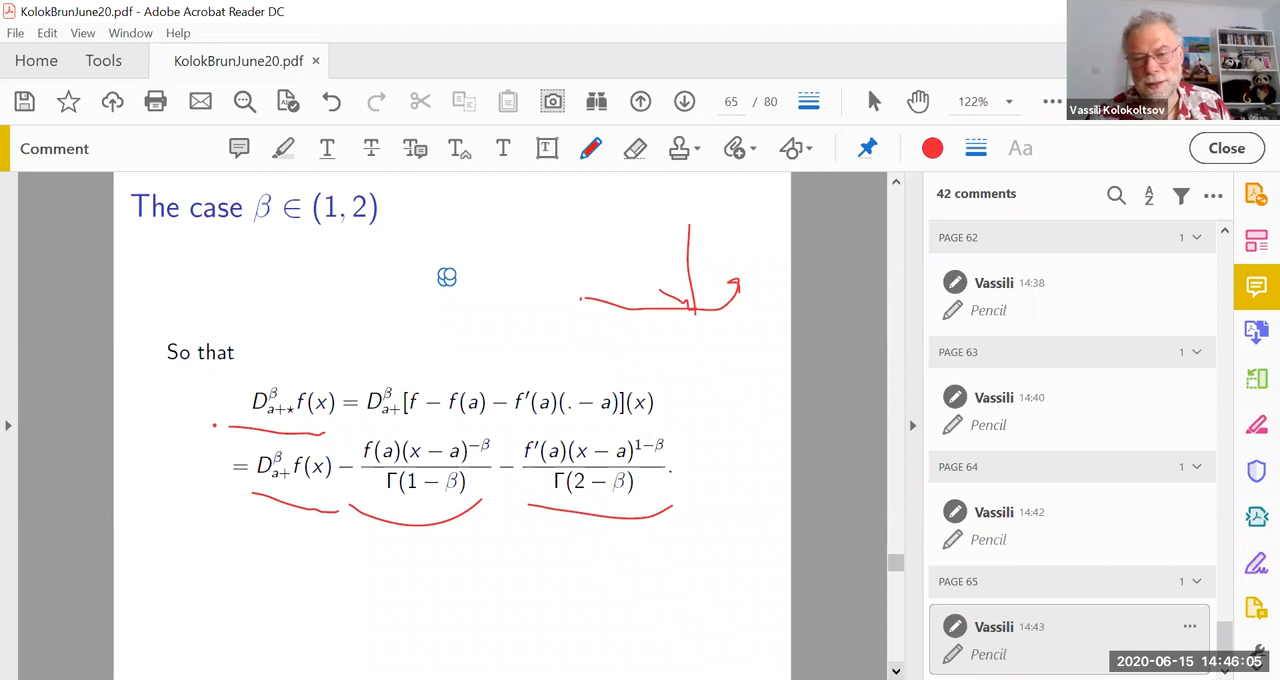 KolokBrunJune20.pdf - Adobe Acrobat Reader DC
File Edit View Window Help
Home Tools KolokBrunJune20.pdf ×
65 / 80 122%
Vassili Kolokoltsov
Comment Aa Close
The case β ∈ (1, 2)
So that
D^β_{a+⋆} f(x) = D^β_{a+}[f − f(a) − f′(a)(. − a)](x)
= D^β_{a+} f(x) − f(a)(x − a)^{−β} / Γ(1 − β) − f′(a)(x − a)^{1−β} / Γ(2 − β).
42 comments
PAGE 62 1
Vassili 14:38
Pencil
PAGE 63 1
Vassili 14:40
Pencil
PAGE 64 1
Vassili 14:42
Pencil
PAGE 65 1
Vassili 14:43
Pencil
2020-06-15 14:46:05